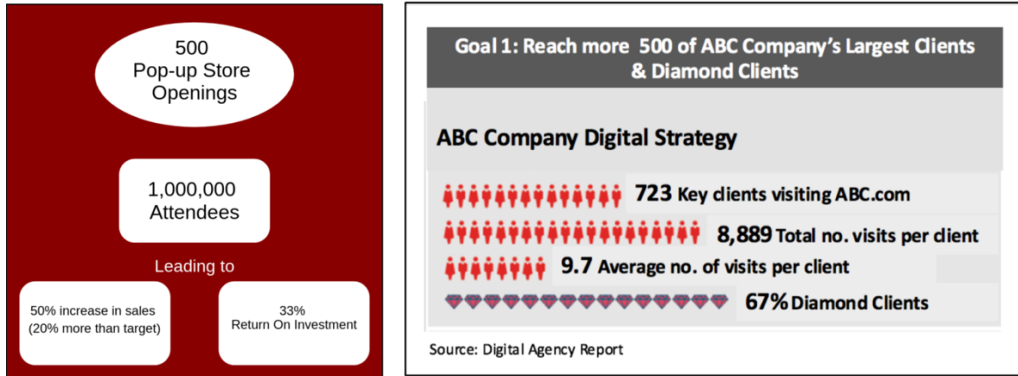 500
Pop-up Store
Openings
1,000,000
Attendees
Leading to
50% increase in sales
(20% more than target)
33%
Return On Investment
Goal 1: Reach more 500 of ABC Company's Largest Clients
& Diamond Clients
ABC Company Digital Strategy
723 Key clients visiting ABC.com
8,889 Total no. visits per client
9.7 Average no. of visits per client
67% Diamond Clients
Source: Digital Agency Report